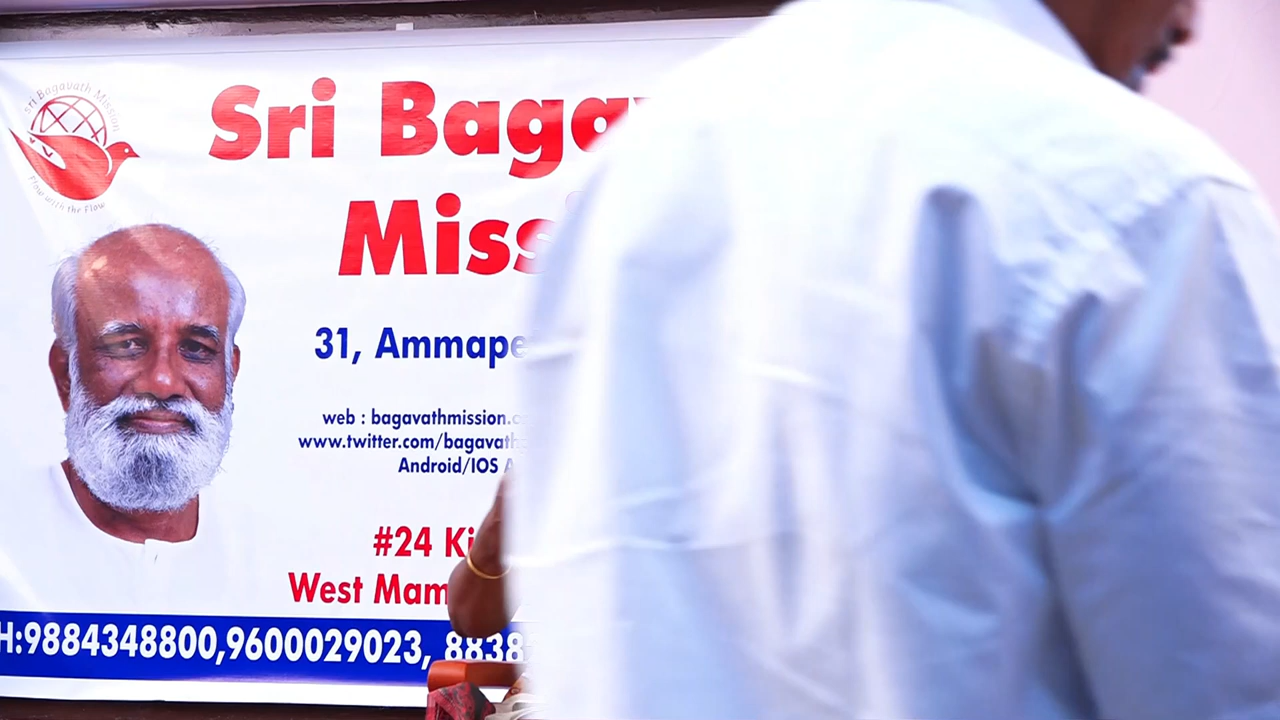 Sri Bagavath Mission
Flow with the Flow
Sri Baga
Miss
31, Ammape
web : bagavathmission.c
www.twitter.com/bagavath
Android/IOS A
#24 Ki
West Mam
H:9884348800,9600029023, 8838